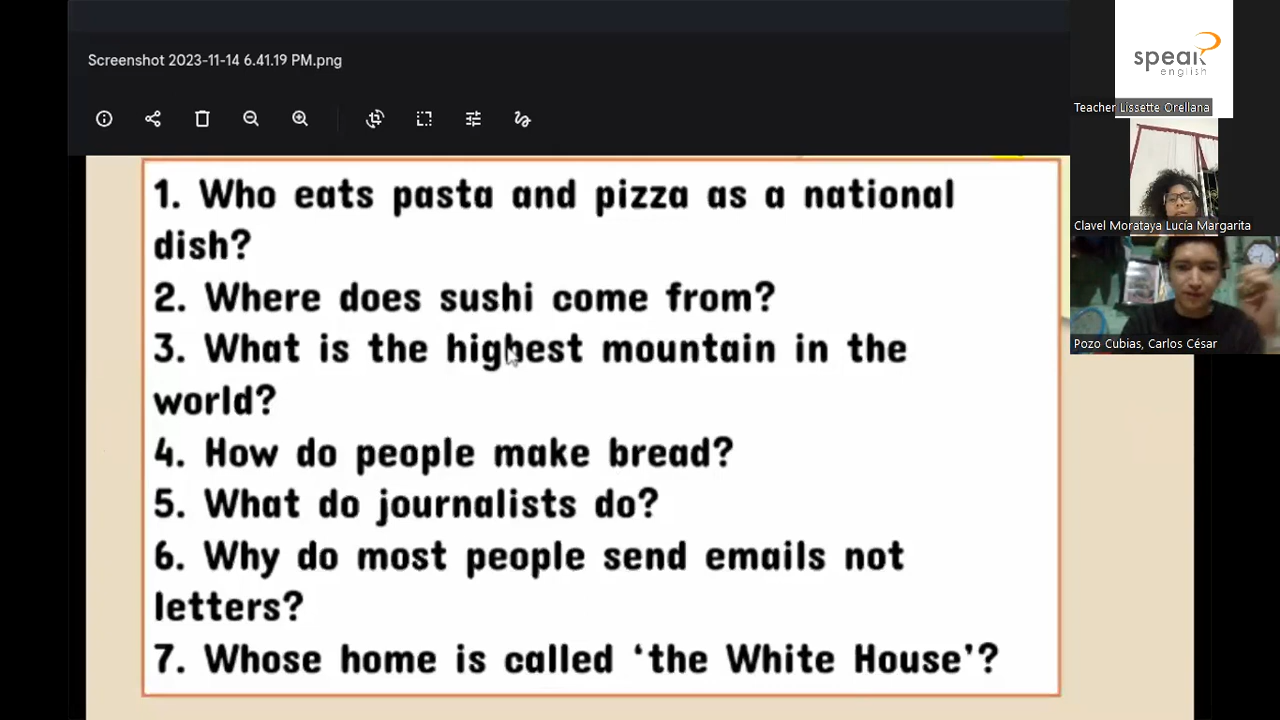 Screenshot 2023-11-14 6.41.19 PM.png
1. Who eats pasta and pizza as a national
dish?
2. Where does sushi come from?
3. What is the highest mountain in the
world?
4. How do people make bread?
5. What do journalists do?
6. Why do most people send emails not
letters?
7. Whose home is called ‘the White House’?
speak
english
Teacher Lissette Orellana
Clavel Morataya Lucía Margarita
Pozo Cubias, Carlos César